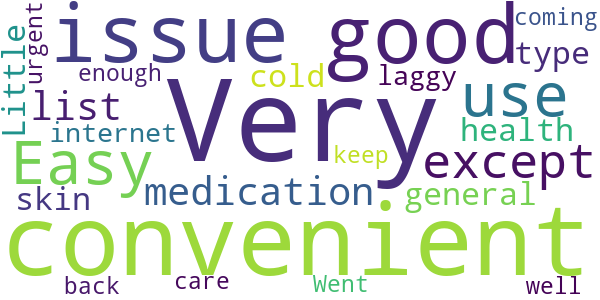 coming
issue good
urgent
Little
type
enough
cold
laggy
Very
list
use
internet
health
Easy
keep
except
medication
general
skin
convenient
back
care
Went
well